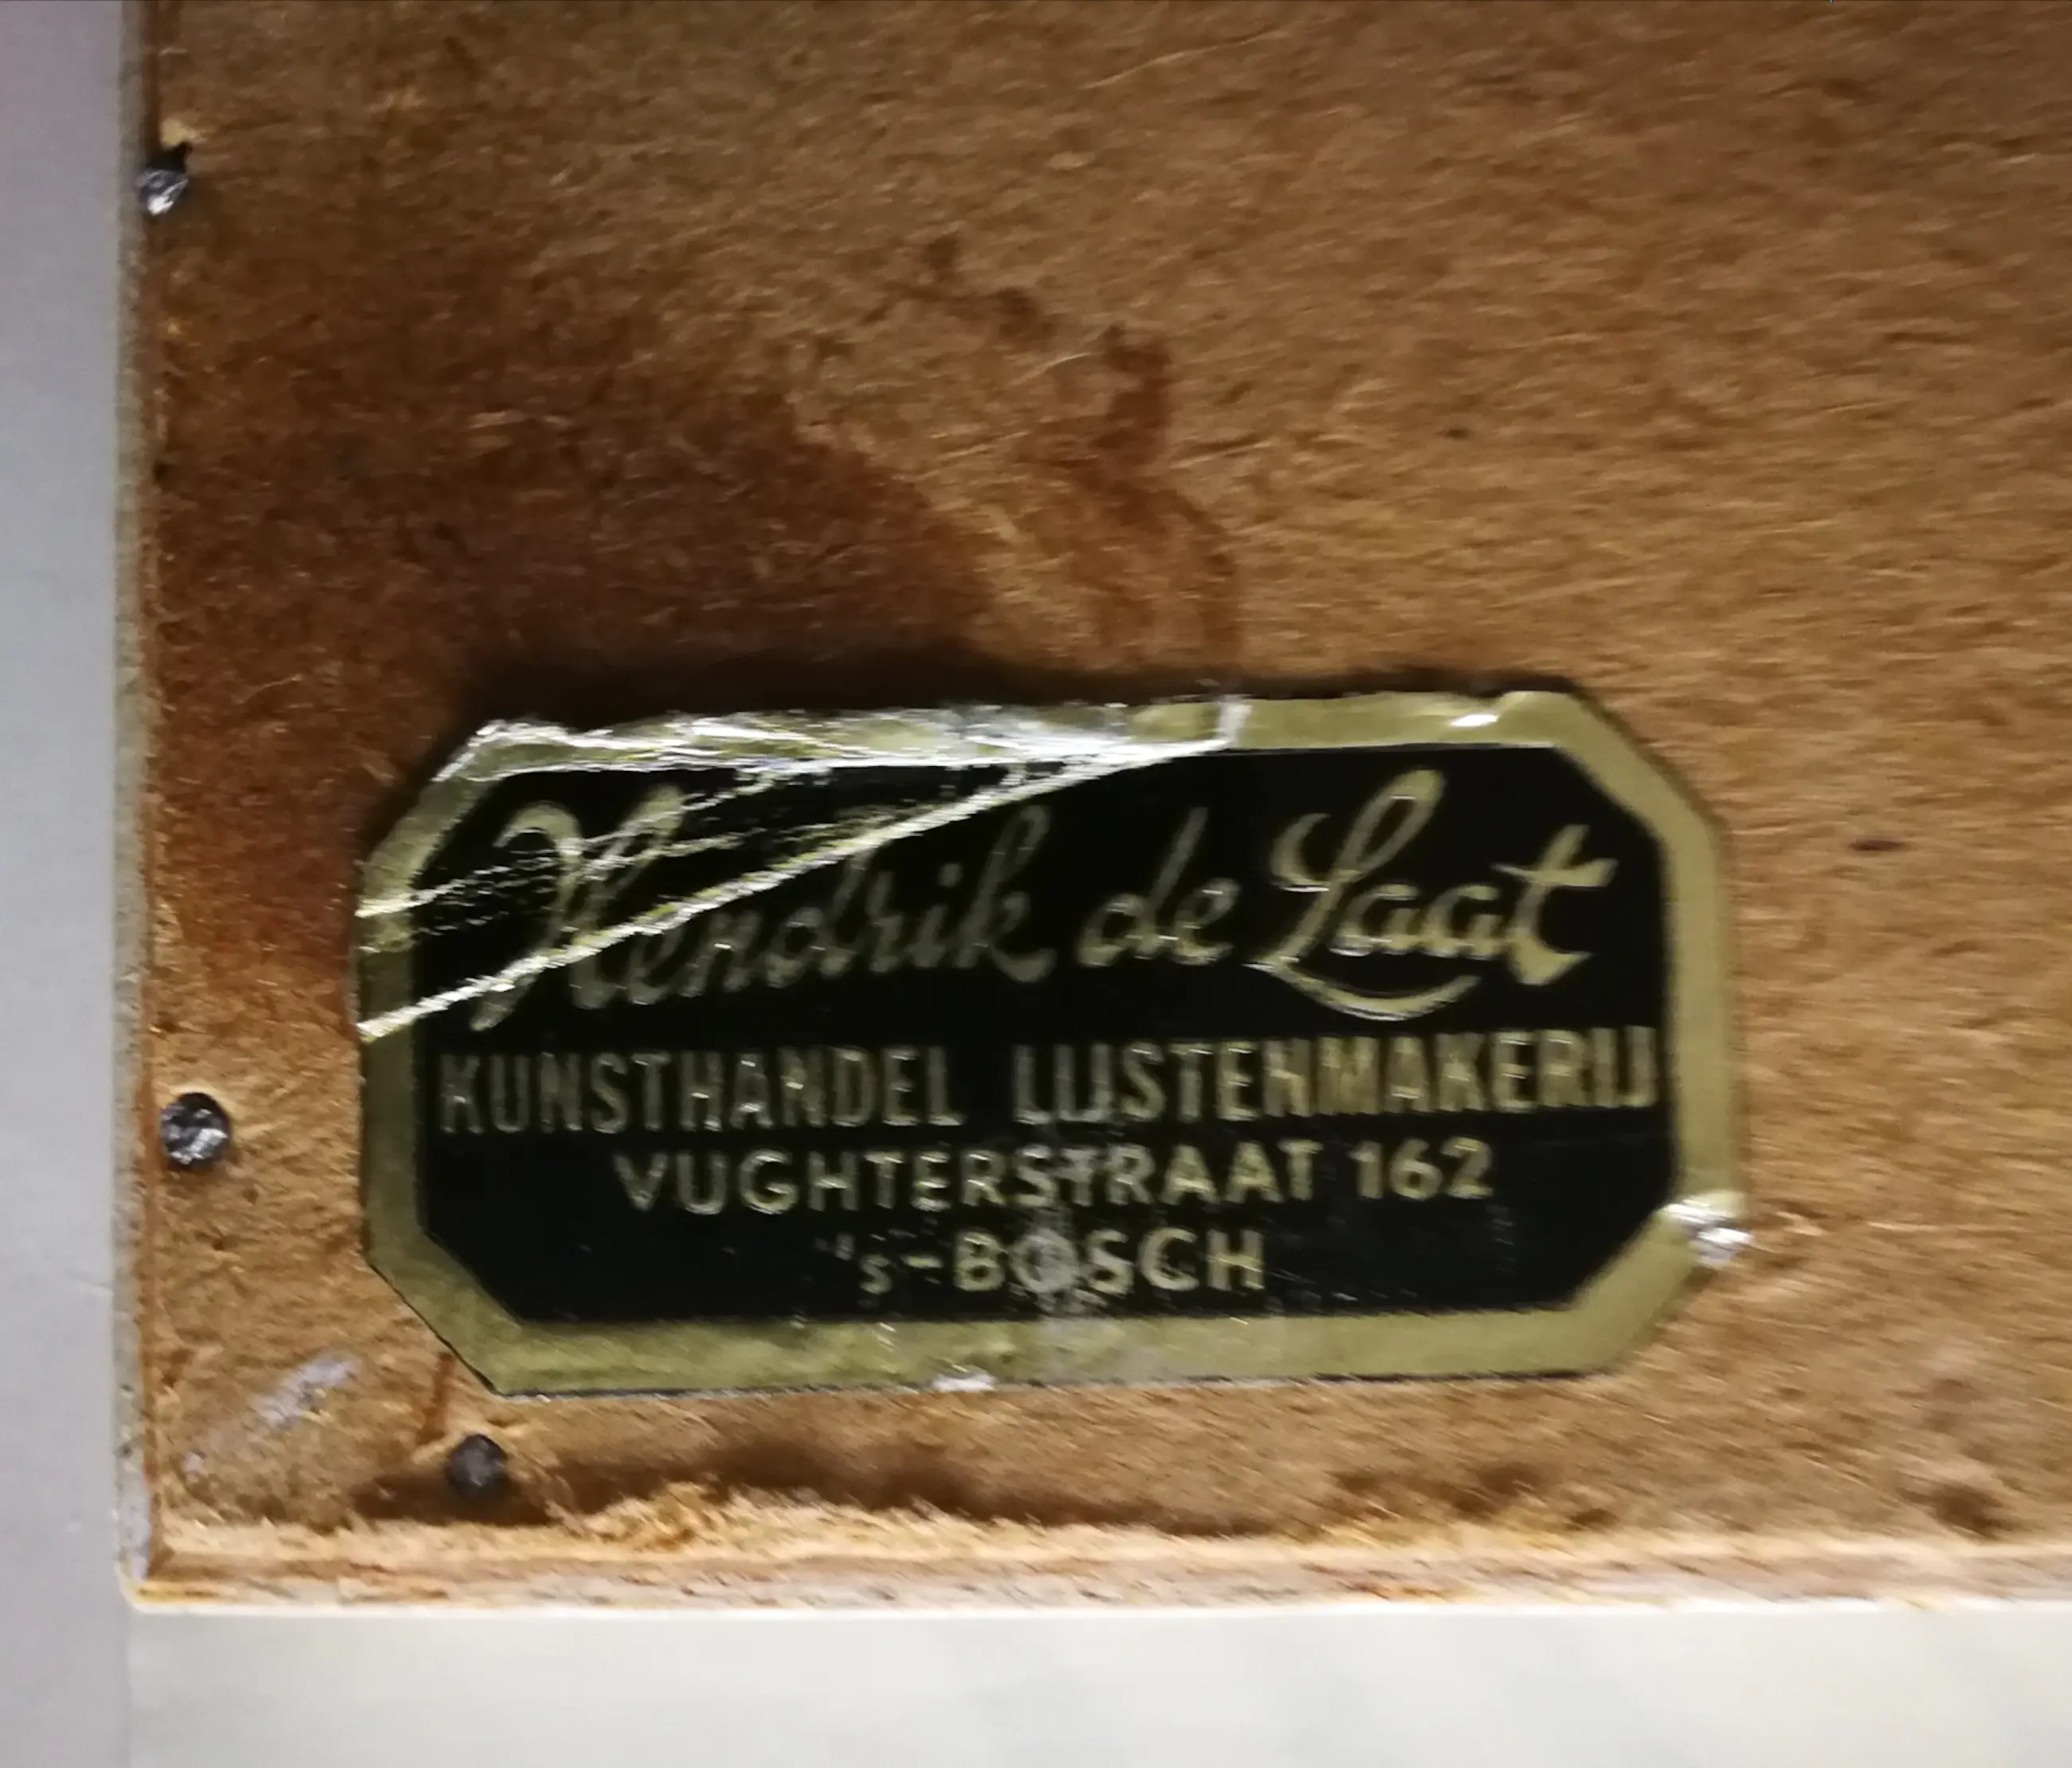 Hendrik de Laat
KUNSTHANDEL LIJSTENMAKERIJ
VUGHTERSTRAAT 162
's-BOSCH